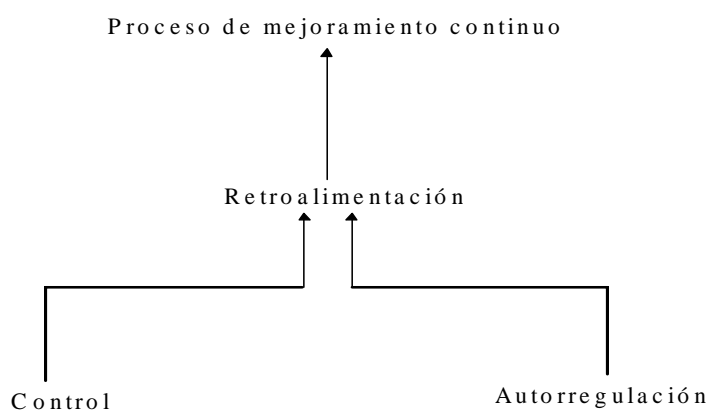 Proceso de mejoramiento continuo
Retroalimentación
Control
Autorregulación